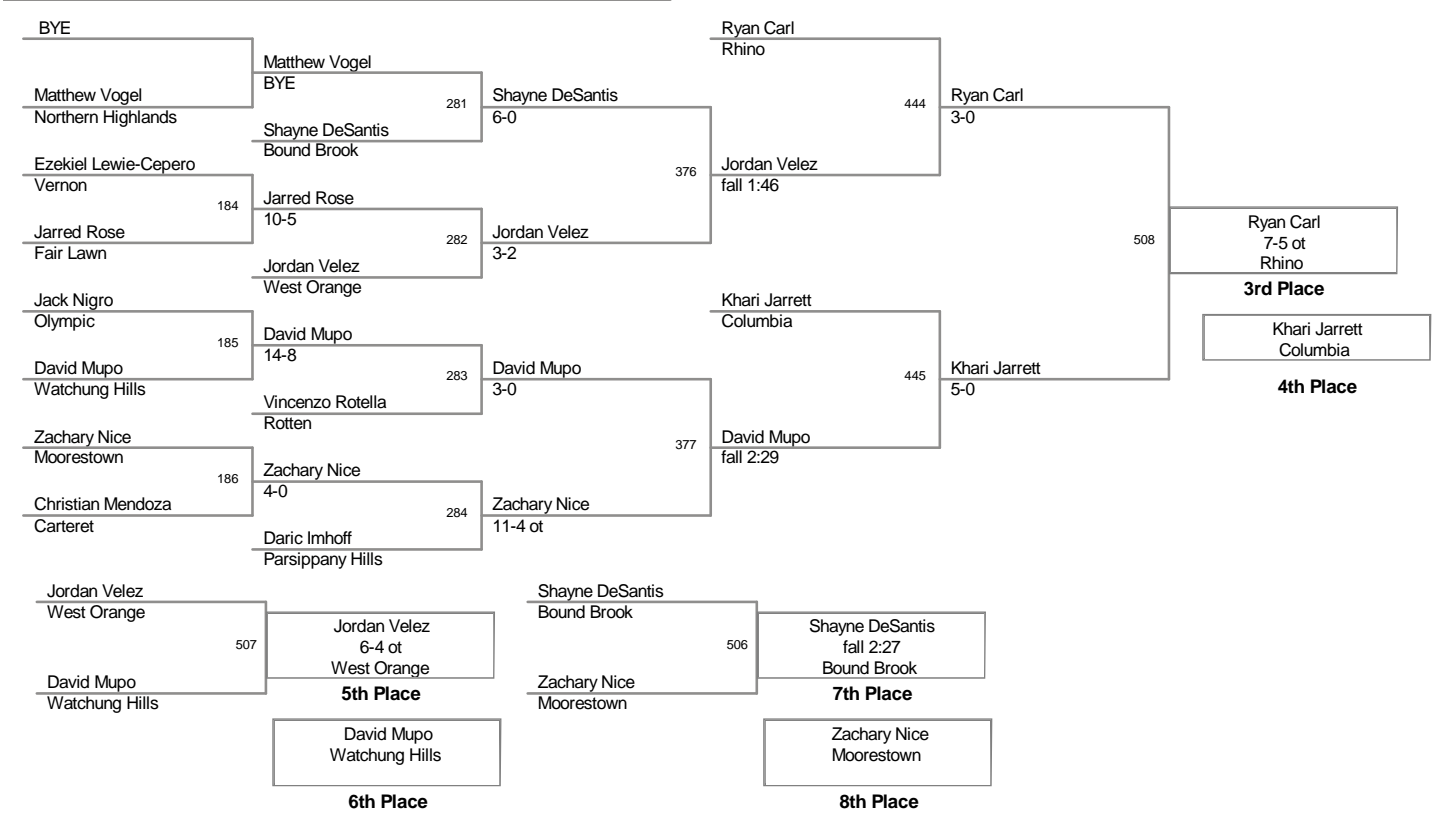 BYE
Matthew Vogel
Northern Highlands
Ezekiel Lewie-Cepero
Vernon
184
Jarred Rose
Fair Lawn
Jack Nigro
Olympic
185
David Mupo
Watchung Hills
Zachary Nice
Moorestown
186
Christian Mendoza
Carteret
Matthew Vogel
BYE
281
Shayne DeSantis
Bound Brook
Jarred Rose
10-5
282
Jordan Velez
West Orange
David Mupo
14-8
283
Vincenzo Rotella
Rotten
Zachary Nice
4-0
284
Daric Imhoff
Parsippany Hills
Shayne DeSantis
6-0
376
Jordan Velez
3-2
David Mupo
3-0
377
Zachary Nice
11-4 ot
Ryan Carl
Rhino
444
Jordan Velez
fall 1:46
Khari Jarrett
Columbia
445
David Mupo
fall 2:29
Ryan Carl
3-0
508
Khari Jarrett
5-0
Ryan Carl
7-5 ot
Rhino
3rd Place
Khari Jarrett
Columbia
4th Place
Jordan Velez
West Orange
507
David Mupo
Watchung Hills
Jordan Velez
6-4 ot
West Orange
5th Place
David Mupo
Watchung Hills
6th Place
Shayne DeSantis
Bound Brook
506
Zachary Nice
Moorestown
Shayne DeSantis
fall 2:27
Bound Brook
7th Place
Zachary Nice
Moorestown
8th Place